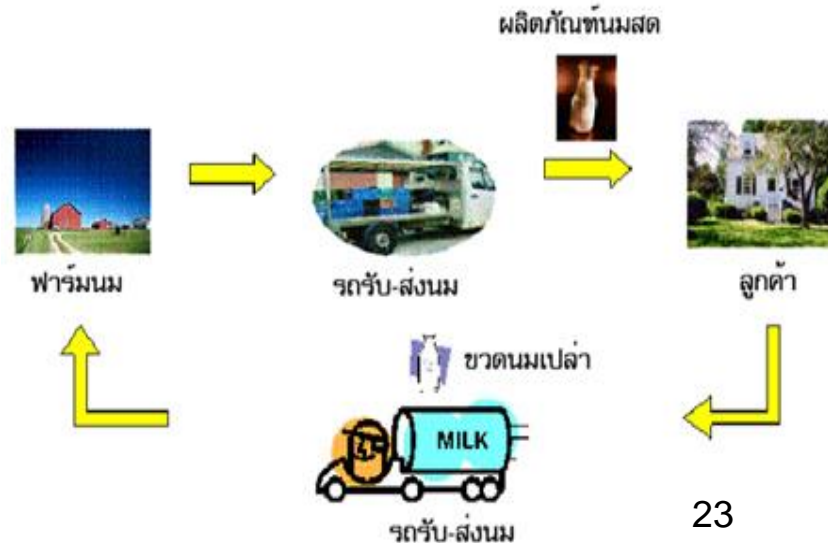 ผลิตภัณฑ์นมสด
ฟาร์มนม
รถรับ-ส่งนม
ลูกค้า
ขวดนมเปล่า
MILK
รถรับ-ส่งนม
23